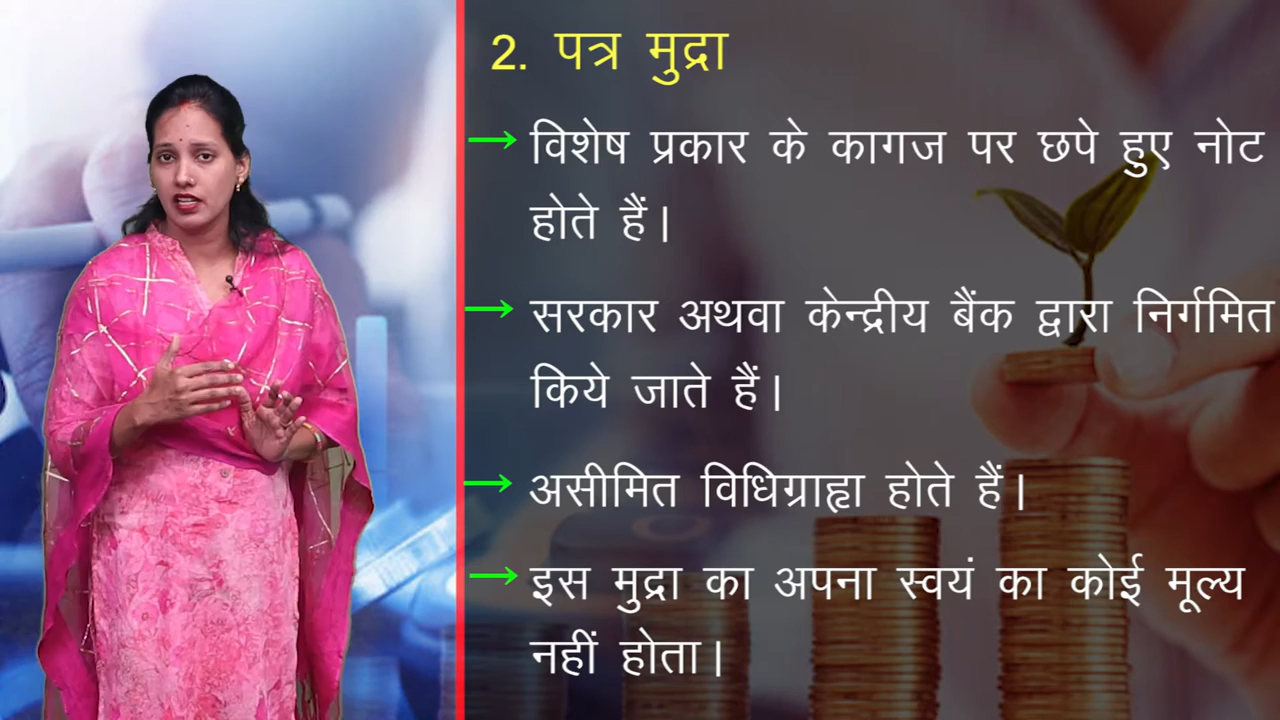 2. पत्र मुद्रा
→ विशेष प्रकार के कागज पर छपे हुए नोट
होते हैं।
→ सरकार अथवा केन्द्रीय बैंक द्वारा निर्गमित
किये जाते हैं।
→ असीमित विधिग्राह्य होते हैं।
→ इस मुद्रा का अपना स्वयं का कोई मूल्य
नहीं होता।